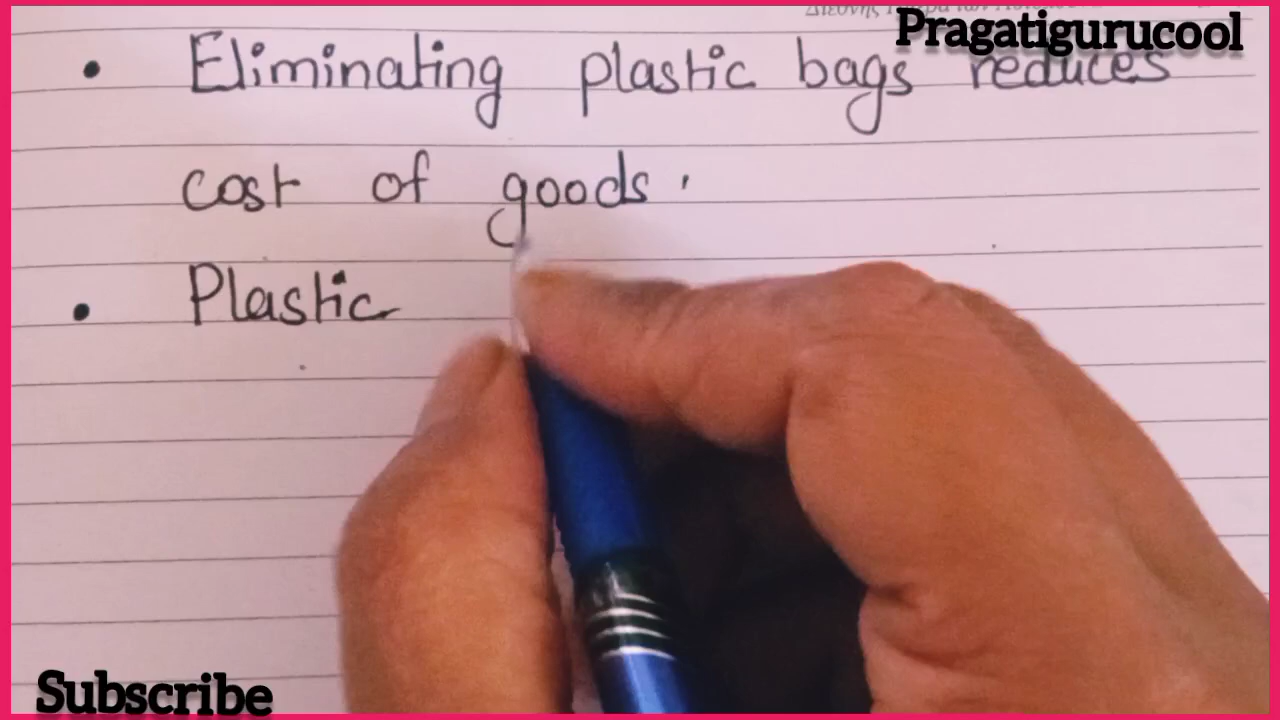 Pragatigurucool
• Eliminating plastic bags reduces
cost of goods.
• Plastic
Subscribe